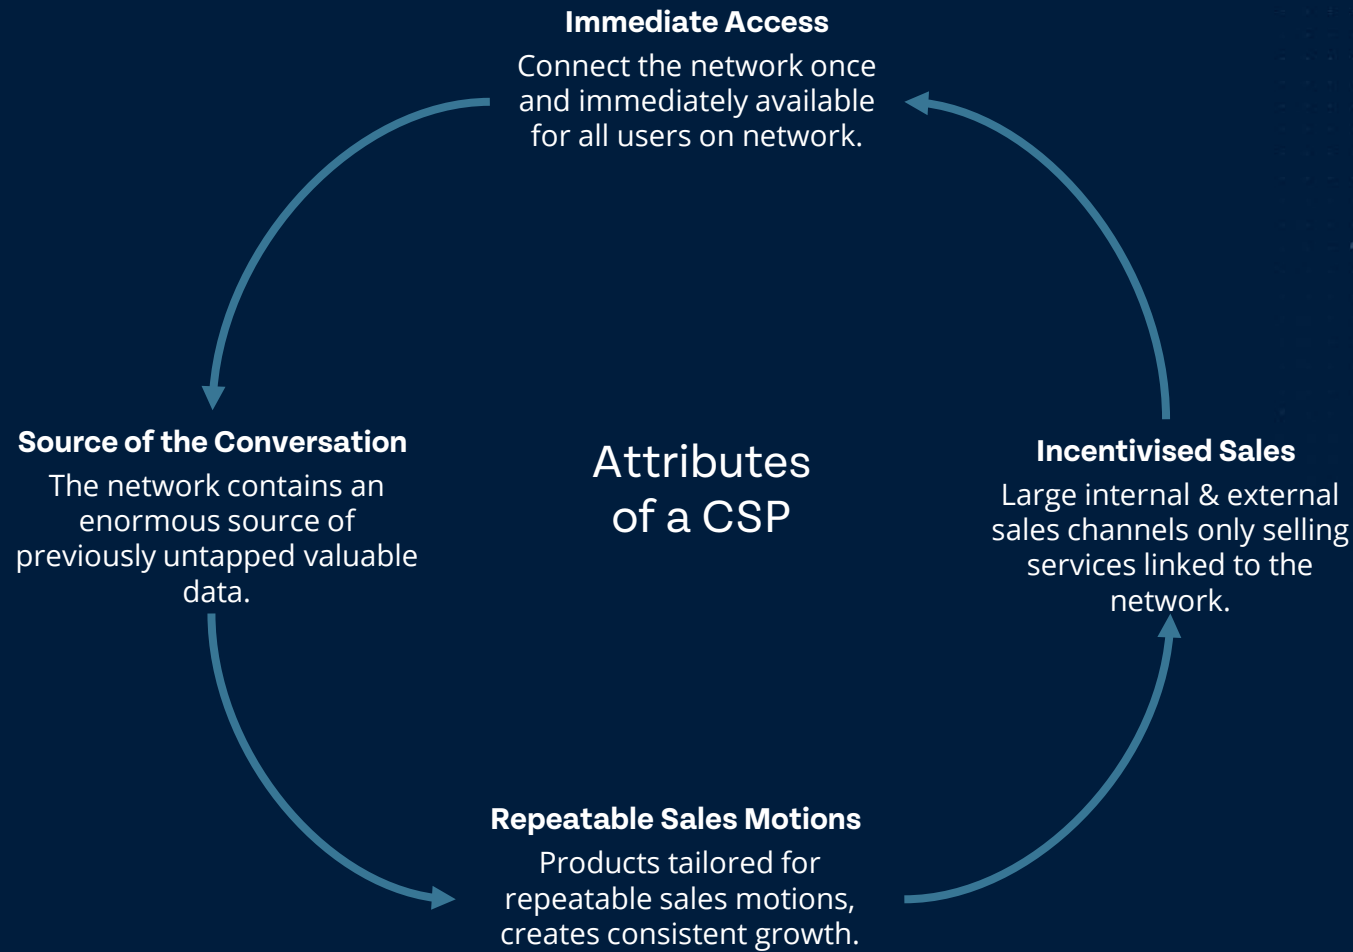 Immediate Access
Connect the network once
and immediately available
for all users on network.
Source of the Conversation
The network contains an
enormous source of
previously untapped valuable
data.
Attributes
of a CSP
Incentivised Sales
Large internal & external
sales channels only selling
services linked to the
network.
Repeatable Sales Motions
Products tailored for
repeatable sales motions,
creates consistent growth.